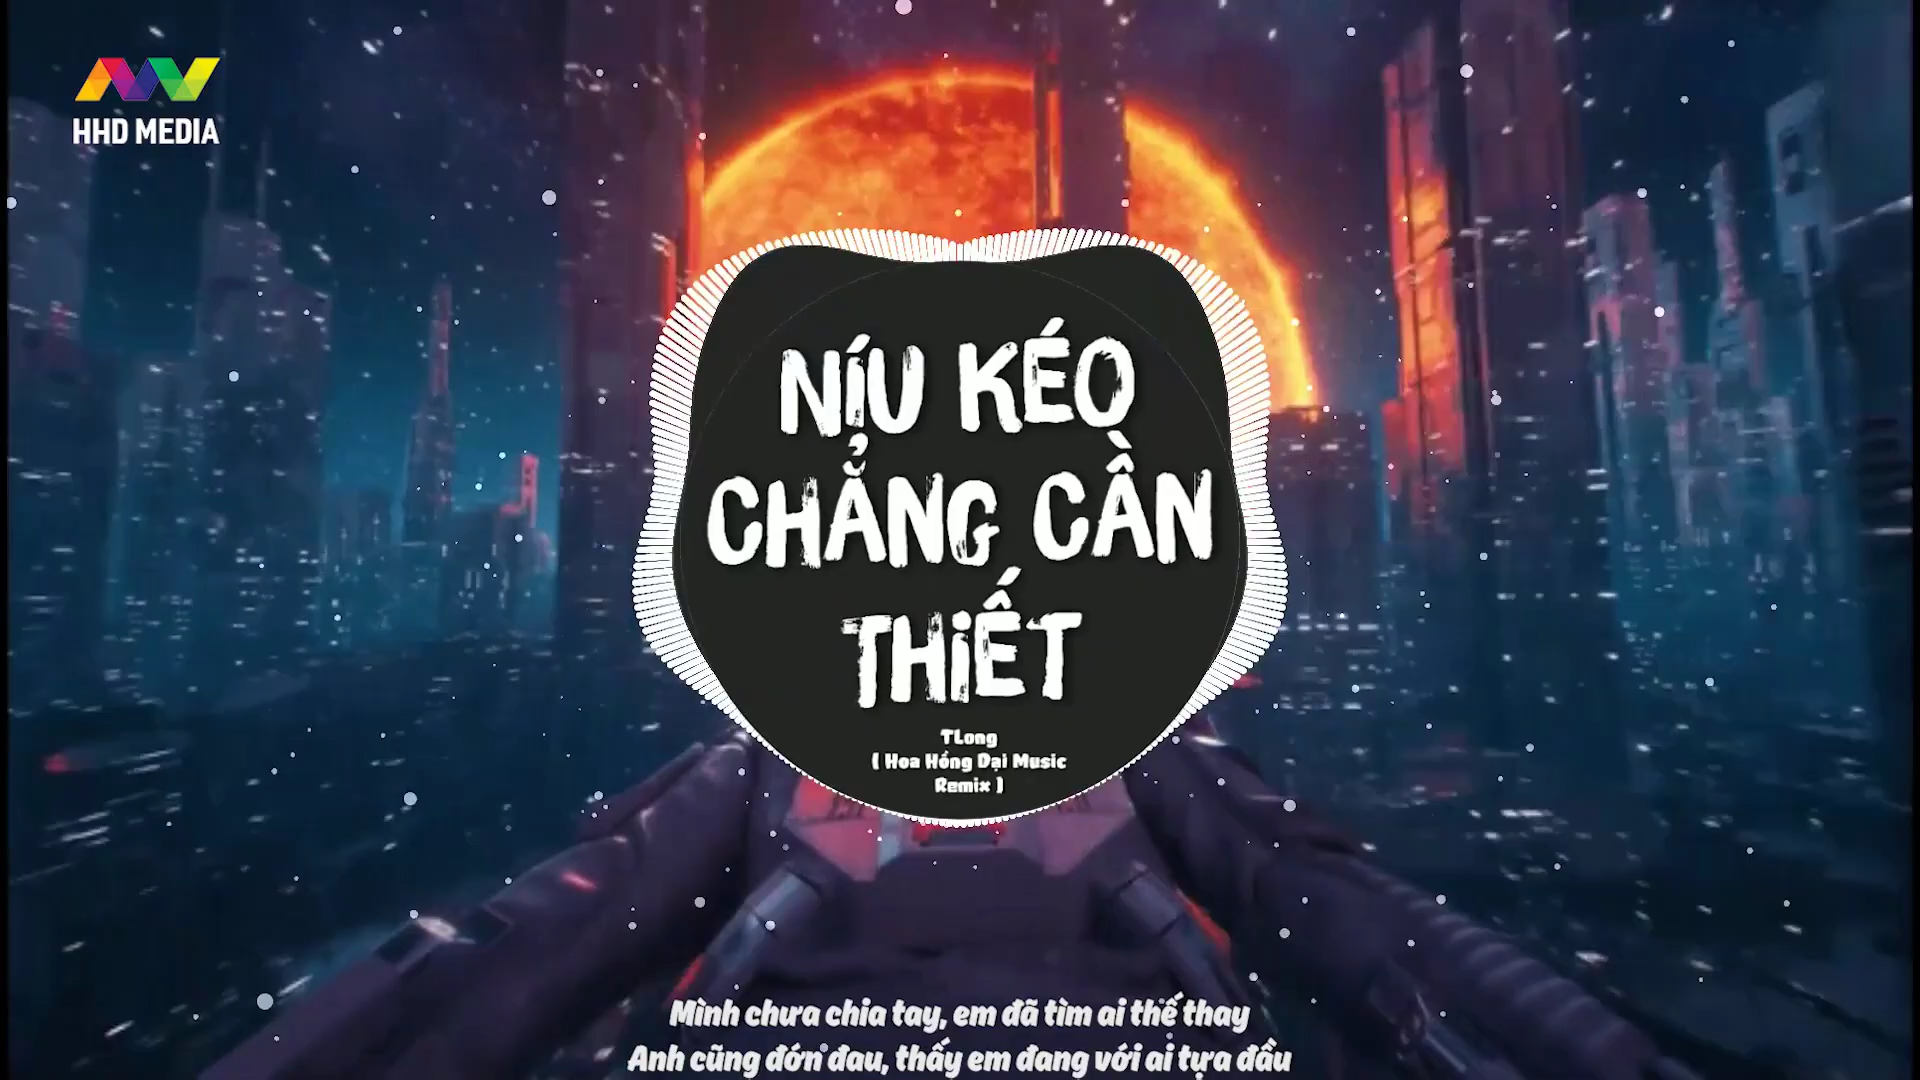 HHD MEDIA
NíU KÉO
CHẲNG CẦN
THiẾT
TLong
( Hoa Hồng Dại Music
Remix )
Mình chưa chia tay, em đã tìm ai thế thay
Anh cũng đớn đau, thấy em đang với ai tựa đầu